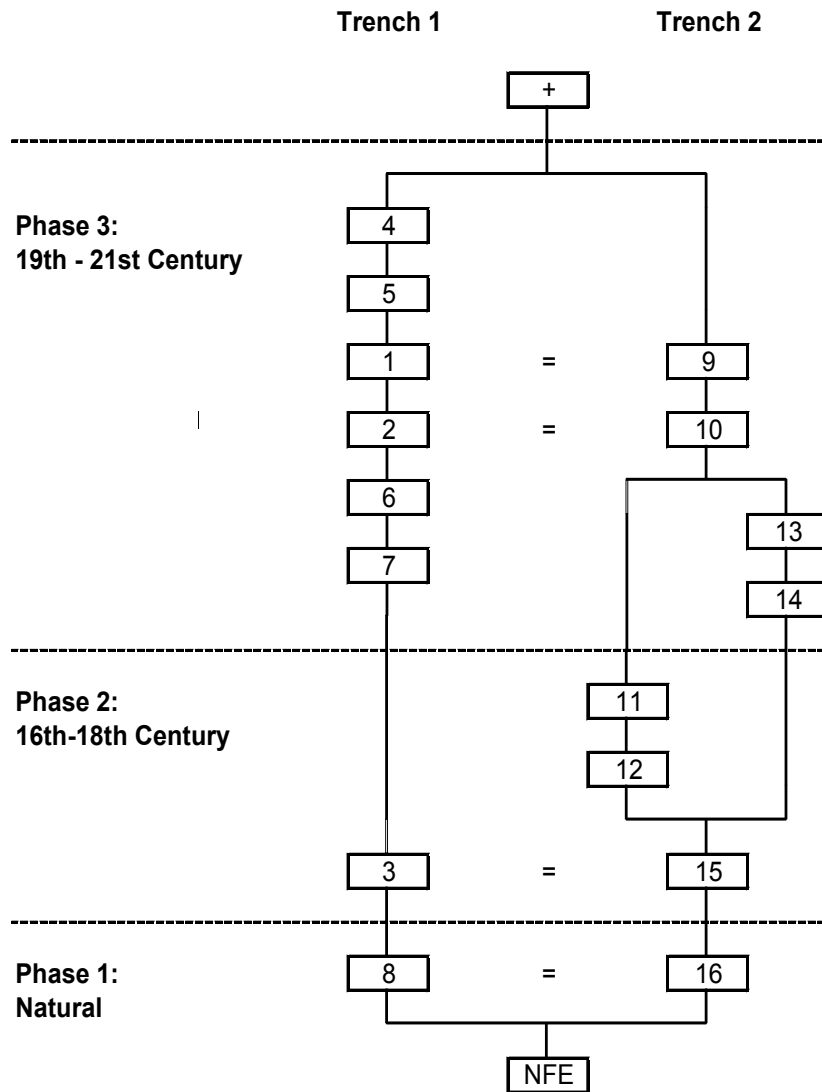 Trench 1 Trench 2
+
Phase 3:
19th - 21st Century
4
5
1 = 9
2 = 10
6
13
7
14
Phase 2:
16th-18th Century
11
12
3 = 15
Phase 1:
Natural
8 = 16
NFE